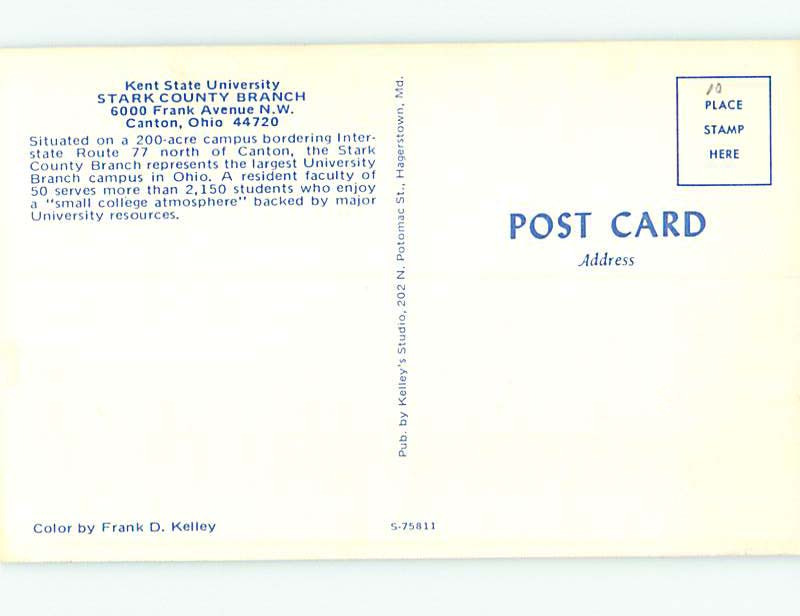 Kent State University
STARK COUNTY BRANCH
6000 Frank Avenue N.W.
Canton, Ohio 44720
Situated on a 200-acre campus bordering Inter-
state Route 77 north of Canton, the Stark
County Branch represents the largest University
Branch campus in Ohio. A resident faculty of
50 serves more than 2,150 students who enjoy
a "small college atmosphere" backed by major
University resources.
Color by Frank D. Kelley
Pub. by Kelley's Studio, 202 N. Potomac St., Hagerstown, Md.
S-75811
10
PLACE
STAMP
HERE
POST CARD
Address